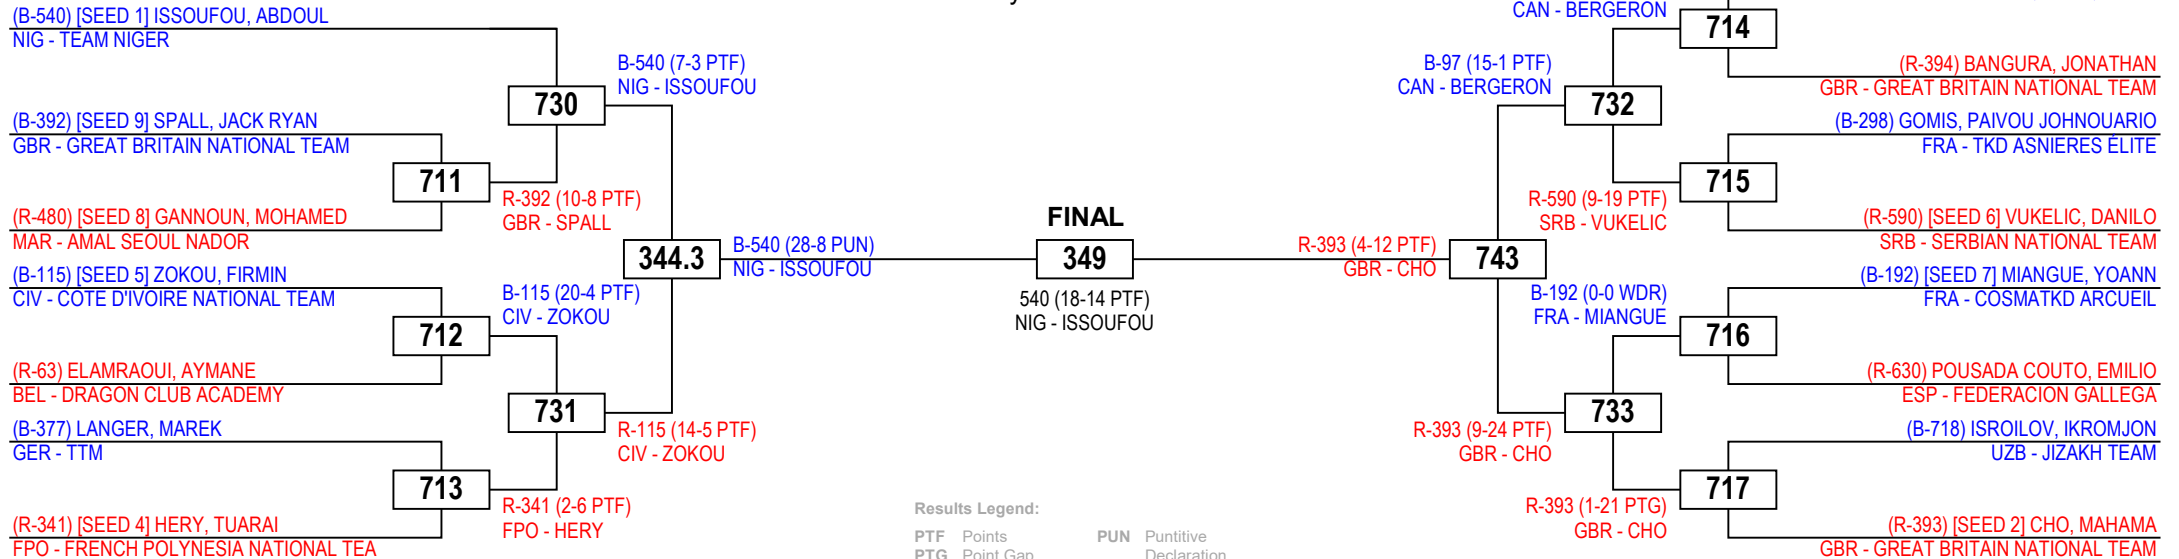 (B-540) [SEED 1] ISSOUFOU, ABDOUL
NIG - TEAM NIGER
B-540 (7-3 PTF)
NIG - ISSOUFOU
730
(B-392) [SEED 9] SPALL, JACK RYAN
GBR - GREAT BRITAIN NATIONAL TEAM
711
R-392 (10-8 PTF)
GBR - SPALL
(R-480) [SEED 8] GANNOUN, MOHAMED
MAR - AMAL SEOUL NADOR
344.3
B-540 (28-8 PUN)
NIG - ISSOUFOU
(B-115) [SEED 5] ZOKOU, FIRMIN
CIV - COTE D'IVOIRE NATIONAL TEAM
B-115 (20-4 PTF)
CIV - ZOKOU
712
(R-63) ELAMRAOUI, AYMANE
BEL - DRAGON CLUB ACADEMY
731
R-115 (14-5 PTF)
CIV - ZOKOU
(B-377) LANGER, MAREK
GER - TTM
713
R-341 (2-6 PTF)
FPO - HERY
(R-341) [SEED 4] HERY, TUARAI
FPO - FRENCH POLYNESIA NATIONAL TEA
FINAL
349
540 (18-14 PTF)
NIG - ISSOUFOU
CAN - BERGERON
714
(R-394) BANGURA, JONATHAN
GBR - GREAT BRITAIN NATIONAL TEAM
B-97 (15-1 PTF)
CAN - BERGERON
732
(B-298) GOMIS, PAIVOU JOHNOUARIO
FRA - TKD ASNIERES ÉLITE
715
R-590 (9-19 PTF)
SRB - VUKELIC
(R-590) [SEED 6] VUKELIC, DANILO
SRB - SERBIAN NATIONAL TEAM
R-393 (4-12 PTF)
GBR - CHO
743
(B-192) [SEED 7] MIANGUE, YOANN
FRA - COSMATKD ARCUEIL
B-192 (0-0 WDR)
FRA - MIANGUE
716
(R-630) POUSADA COUTO, EMILIO
ESP - FEDERACION GALLEGA
733
R-393 (9-24 PTF)
GBR - CHO
(B-718) ISROILOV, IKROMJON
UZB - JIZAKH TEAM
717
R-393 (1-21 PTG)
GBR - CHO
(R-393) [SEED 2] CHO, MAHAMA
GBR - GREAT BRITAIN NATIONAL TEAM
Results Legend:
PTF Points PUN Puntitive
PTG Point Gap Declaration